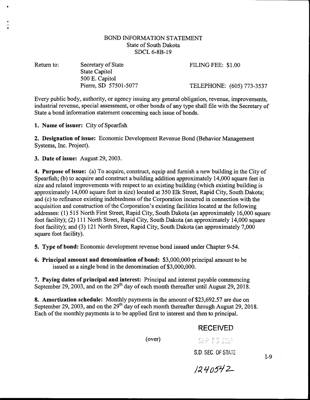 BOND INFORMATION STATEMENT
State of South Dakota
SDCL 6-8B-19
Return to: Secretary of State FILING FEE: $1.00
State Capitol
500 E. Capitol
Pierre, SD 57501-5077 TELEPHONE: (605) 773-3537
Every public body, authority, or agency issuing any general obligation, revenue, improvements,
industrial revenue, special assessment, or other bonds of any type shall file with the Secretary of
State a bond information statement concerning each issue of bonds.
1. Name of issuer: City of Spearfish
2. Designation of issue: Economic Development Revenue Bond (Behavior Management
Systems, Inc. Project).
3. Date of issue: August 29, 2003.
4. Purpose of issue: (a) To acquire, construct, equip and furnish a new building in the City of
Spearfish; (b) to acquire and construct a building addition approximately 14,000 square feet in
size and related improvements with respect to an existing building (which existing building is
approximately 14,000 square feet in size) located at 350 Elk Street, Rapid City, South Dakota;
and (c) to refinance existing indebtedness of the Corporation incurred in connection with the
acquisition and construction of the Corporation's existing facilities located at the following
addresses: (1) 515 North First Street, Rapid City, South Dakota (an approximately 16,000 square
foot facility); (2) 111 North Street, Rapid City, South Dakota (an approximately 14,000 square
foot facility); and (3) 121 North Street, Rapid City, South Dakota (an approximately 7,000
square foot facility).
5. Type of bond: Economic development revenue bond issued under Chapter 9-54.
6. Principal amount and denomination of bond: $3,000,000 principal amount to be
issued as a single bond in the denomination of $3,000,000.
7. Paying dates of principal and interest: Principal and interest payable commencing
September 29, 2003, and on the 29th day of each month thereafter until August 29, 2018.
8. Amortization schedule: Monthly payments in the amount of $23,692.57 are due on
September 29, 2003, and on the 29th day of each month thereafter through August 29, 2018.
Each of the monthly payments is to be applied first to interest and then to principal.
RECEIVED
(over)
S.D. SEC. OF STATE
I-9
1240542